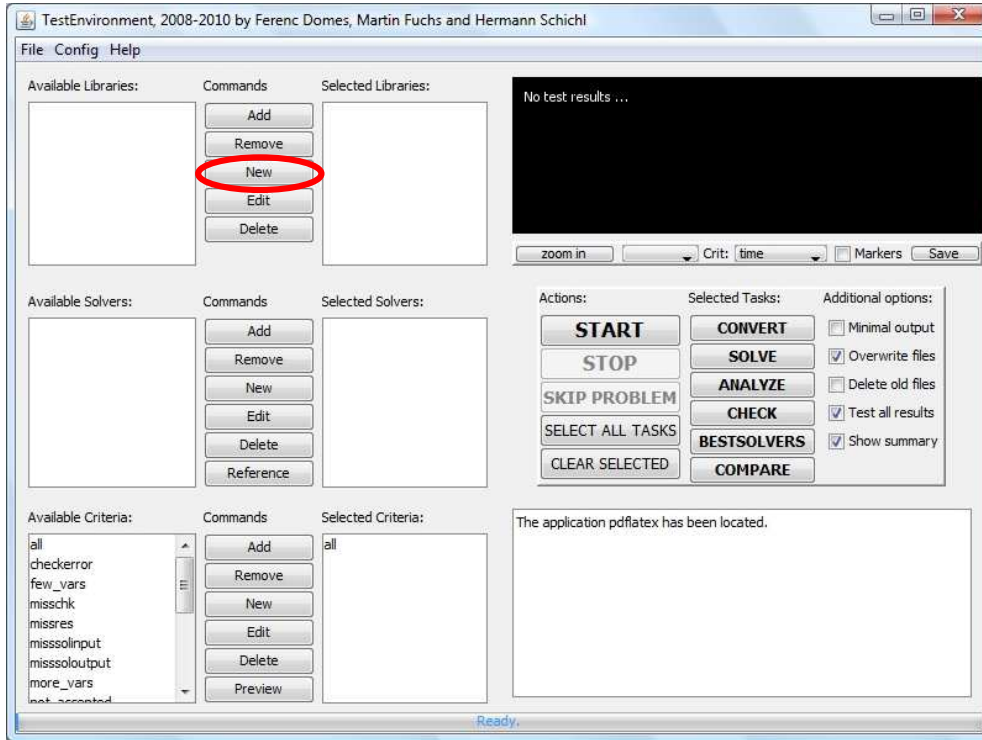 TestEnvironment, 2008-2010 by Ferenc Domes, Martin Fuchs and Hermann Schichl
File Config Help
Available Libraries:
Commands
Selected Libraries:
Add
Remove
New
Edit
Delete
No test results ...
zoom in
Crit:
time
Markers
Save
Available Solvers:
Commands
Selected Solvers:
Add
Remove
New
Edit
Delete
Reference
Actions:
START
STOP
SKIP PROBLEM
SELECT ALL TASKS
CLEAR SELECTED
Selected Tasks:
CONVERT
SOLVE
ANALYZE
CHECK
BESTSOLVERS
COMPARE
Additional options:
Minimal output
Overwrite files
Delete old files
Test all results
Show summary
Available Criteria:
all
checkerror
few_vars
misschk
missres
misssolinput
misssoloutput
more_vars
not_accepted
Commands
Add
Remove
New
Edit
Delete
Preview
Selected Criteria:
all
The application pdflatex has been located.
Ready.